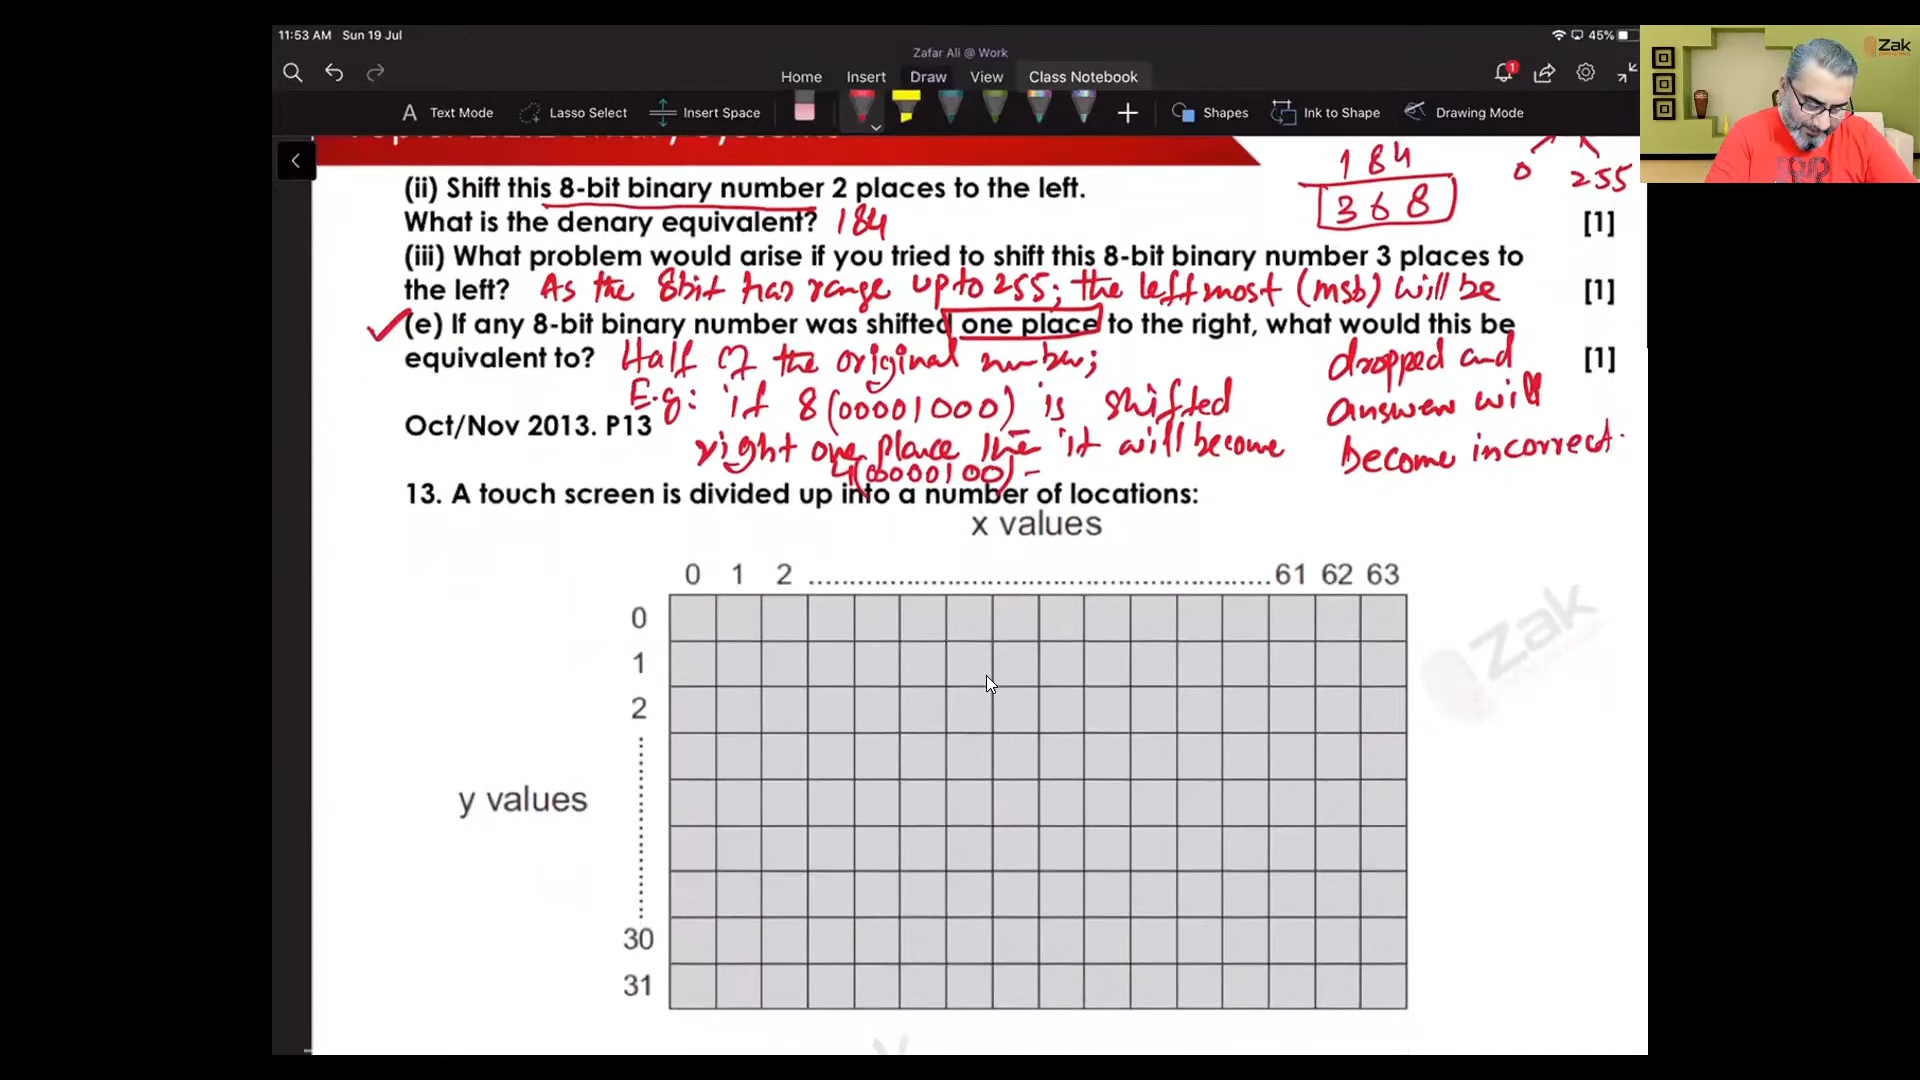 11:53 AM Sun 19 Jul
45%
Zafar Ali @ Work
Home Insert Draw View Class Notebook
1
Zak
A Text Mode Lasso Select Insert Space Shapes Ink to Shape Drawing Mode
184
368
0 255
(ii) Shift this 8-bit binary number 2 places to the left.
What is the denary equivalent? 184 [1]
(iii) What problem would arise if you tried to shift this 8-bit binary number 3 places to
the left? As the 8bit has range upto 255; the leftmost (msb) will be [1]
dropped and
answer will
become incorrect.
(e) If any 8-bit binary number was shifted one place to the right, what would this be
equivalent to? Half of the original number; [1]
E.g: if 8 (00001000) is shifted
right one place it will become
4(00000100)
Oct/Nov 2013. P13
13. A touch screen is divided up into a number of locations:
x values
0 1 2 61 62 63
0
1
2
y values
30
31
Zak